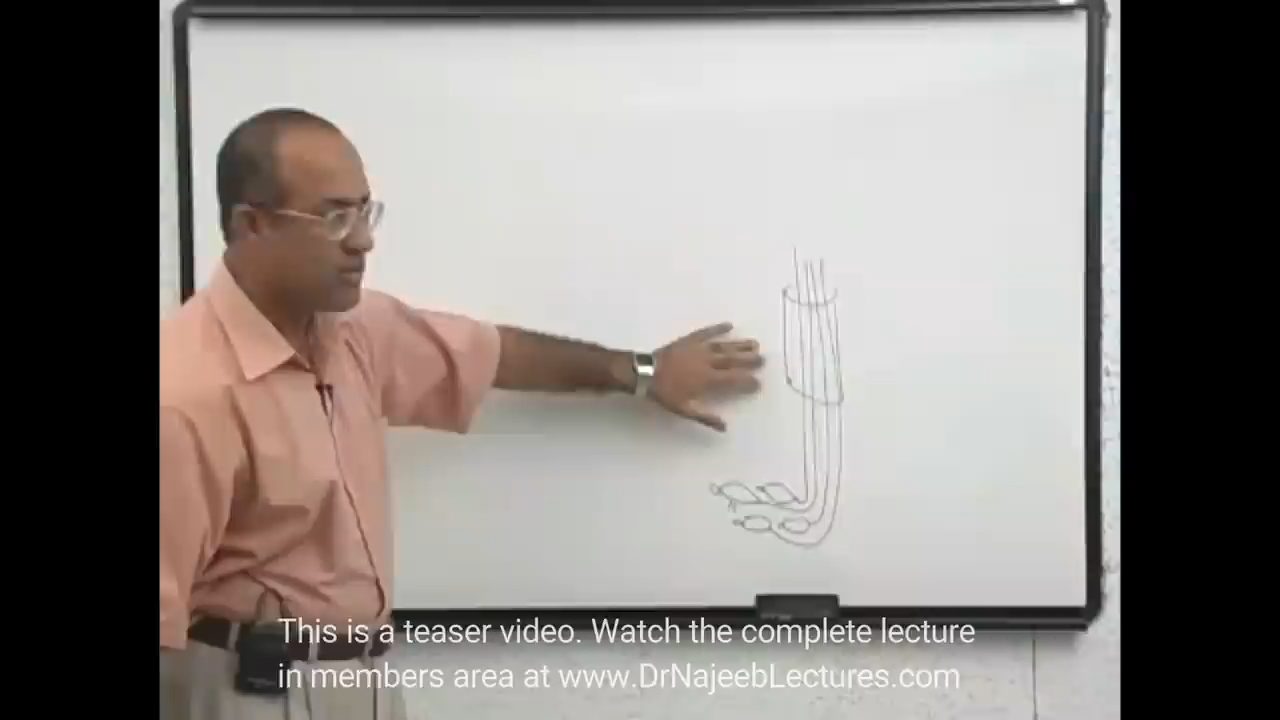 This is a teaser video. Watch the complete lecture
in members area at www.DrNajeebLectures.com